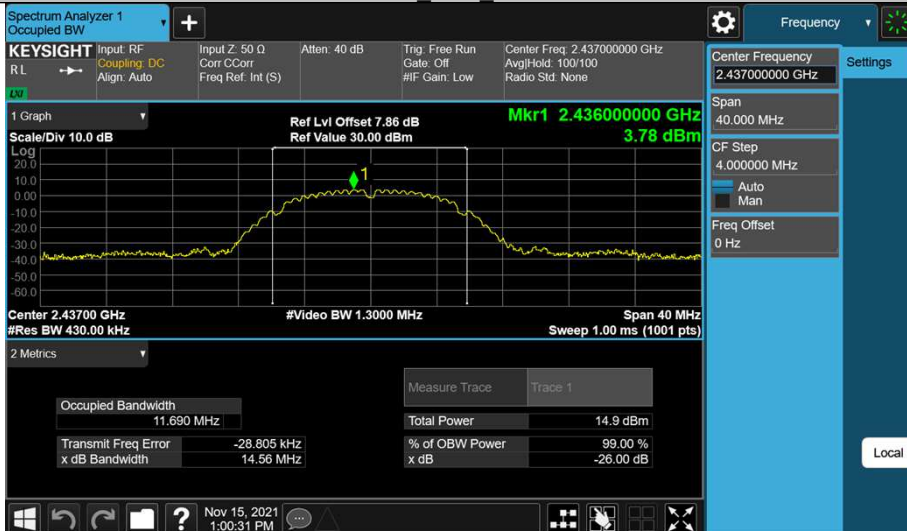 Spectrum Analyzer 1
Occupied BW
Frequency
KEYSIGHT
RL
LXI
Input: RF
Coupling: DC
Align: Auto
Input Z: 50 Ω
Corr CCorr
Freq Ref: Int (S)
Atten: 40 dB
Trig: Free Run
Gate: Off
#IF Gain: Low
Center Freq: 2.437000000 GHz
Avg|Hold: 100/100
Radio Std: None
Center Frequency
2.437000000 GHz
Settings
Span
40.000 MHz
CF Step
4.000000 MHz
Auto
Man
Freq Offset
0 Hz
Local
1 Graph
Scale/Div 10.0 dB
Ref Lvl Offset 7.86 dB
Ref Value 30.00 dBm
Mkr1 2.436000000 GHz
3.78 dBm
Log
20.0
10.0
0.00
-10.0
-20.0
-30.0
-40.0
-50.0
-60.0
1
Center 2.43700 GHz
#Res BW 430.00 kHz
#Video BW 1.3000 MHz
Span 40 MHz
Sweep 1.00 ms (1001 pts)
2 Metrics
Measure Trace Trace 1
Occupied Bandwidth
11.690 MHz
Total Power 14.9 dBm
Transmit Freq Error -28.805 kHz
% of OBW Power 99.00 %
x dB Bandwidth 14.56 MHz
x dB -26.00 dB
?
Nov 15, 2021
1:00:31 PM